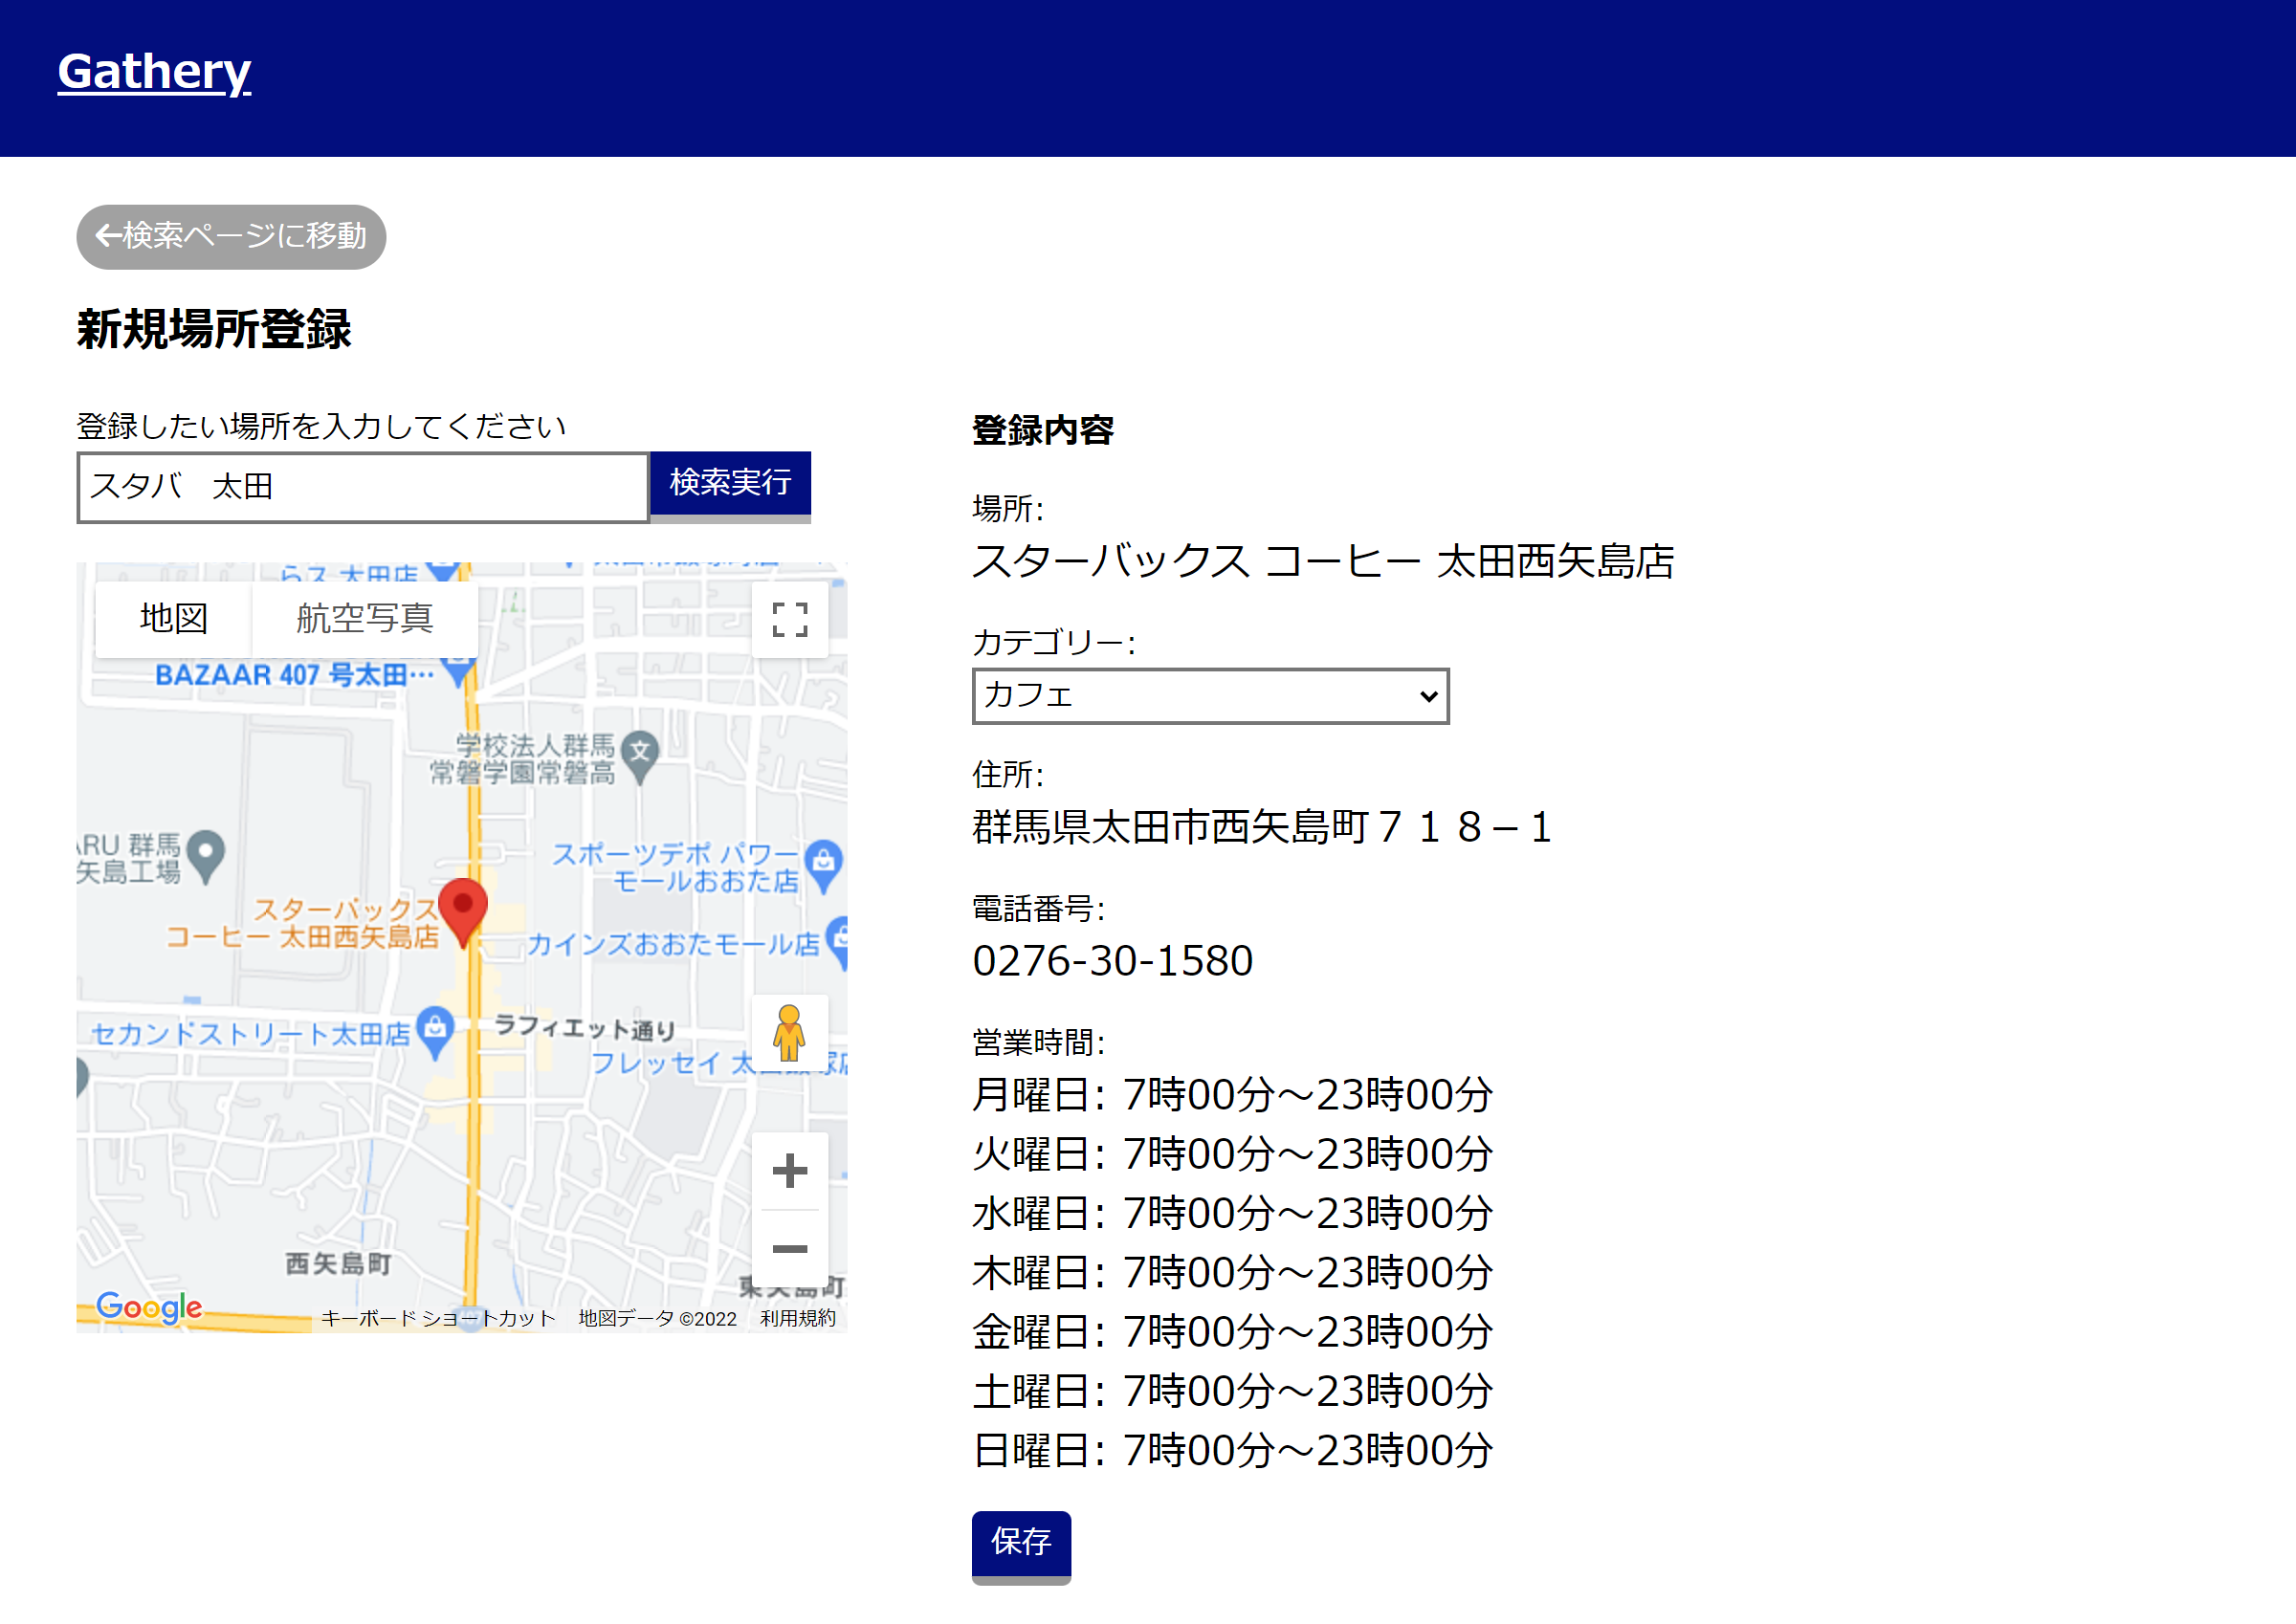 Gathery
←検索ページに移動
新規場所登録
登録したい場所を入力してください
スタバ　太田
検索実行
らス 太田店
地図
航空写真
BAZAAR 407 号太田…
学校法人群馬
常磐学園常磐高
ARU 群馬
矢島工場
スポーツデポ パワー
モールおおた店
スターバックス
コーヒー 太田西矢島店
カインズおおたモール店
セカンドストリート太田店
ラフィエット通り
フレッセイ 太
西矢島町
東矢島町
Google
キーボード ショートカット
地図データ ©2022
利用規約
登録内容
場所:
スターバックス コーヒー 太田西矢島店
カテゴリー:
カフェ
住所:
群馬県太田市西矢島町７１８−１
電話番号:
0276-30-1580
営業時間:
月曜日: 7時00分～23時00分
火曜日: 7時00分～23時00分
水曜日: 7時00分～23時00分
木曜日: 7時00分～23時00分
金曜日: 7時00分～23時00分
土曜日: 7時00分～23時00分
日曜日: 7時00分～23時00分
保存